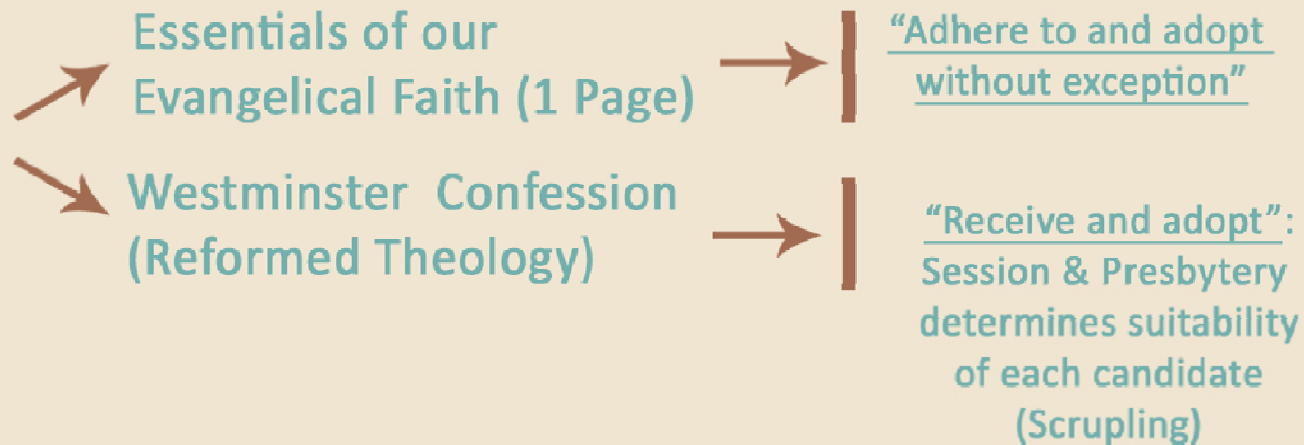 Essentials of our
Evangelical Faith (1 Page)
“Adhere to and adopt
without exception”
Westminster Confession
(Reformed Theology)
“Receive and adopt”:
Session & Presbytery
determines suitability
of each candidate
(Scrupling)